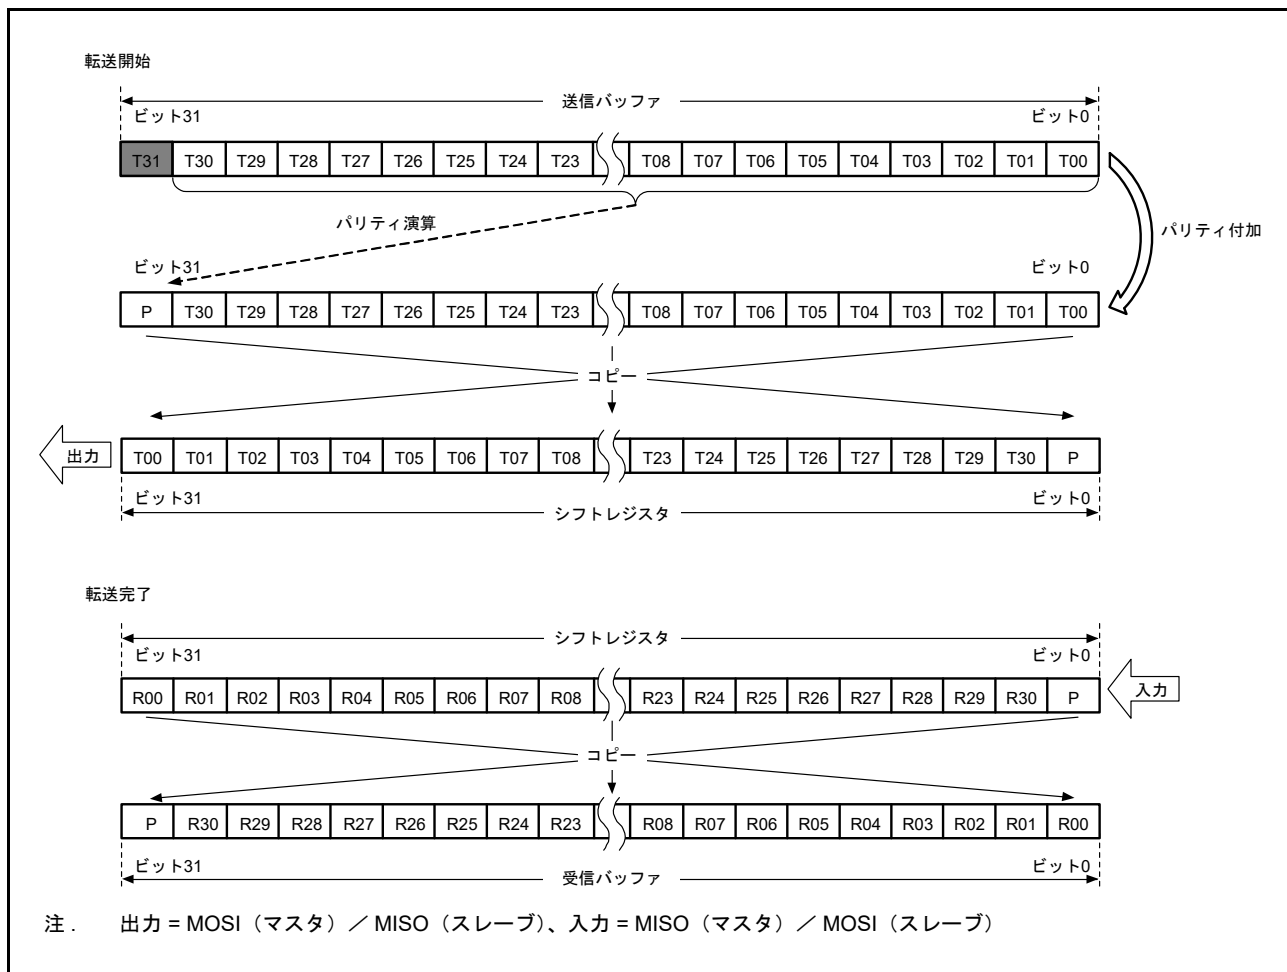 転送開始
送信バッファ
ビット31 ビット0
T31 T30 T29 T28 T27 T26 T25 T24 T23 T08 T07 T06 T05 T04 T03 T02 T01 T00
パリティ演算
パリティ付加
ビット31 ビット0
P T30 T29 T28 T27 T26 T25 T24 T23 T08 T07 T06 T05 T04 T03 T02 T01 T00
コピー
出力
T00 T01 T02 T03 T04 T05 T06 T07 T08 T23 T24 T25 T26 T27 T28 T29 T30 P
ビット31 ビット0
シフトレジスタ
転送完了
シフトレジスタ
ビット31 ビット0
R00 R01 R02 R03 R04 R05 R06 R07 R08 R23 R24 R25 R26 R27 R28 R29 R30 P
入力
コピー
P R30 R29 R28 R27 R26 R25 R24 R23 R08 R07 R06 R05 R04 R03 R02 R01 R00
ビット31 ビット0
受信バッファ
注． 出力 = MOSI（マスタ）／ MISO（スレーブ）、入力 = MISO（マスタ）／ MOSI（スレーブ）